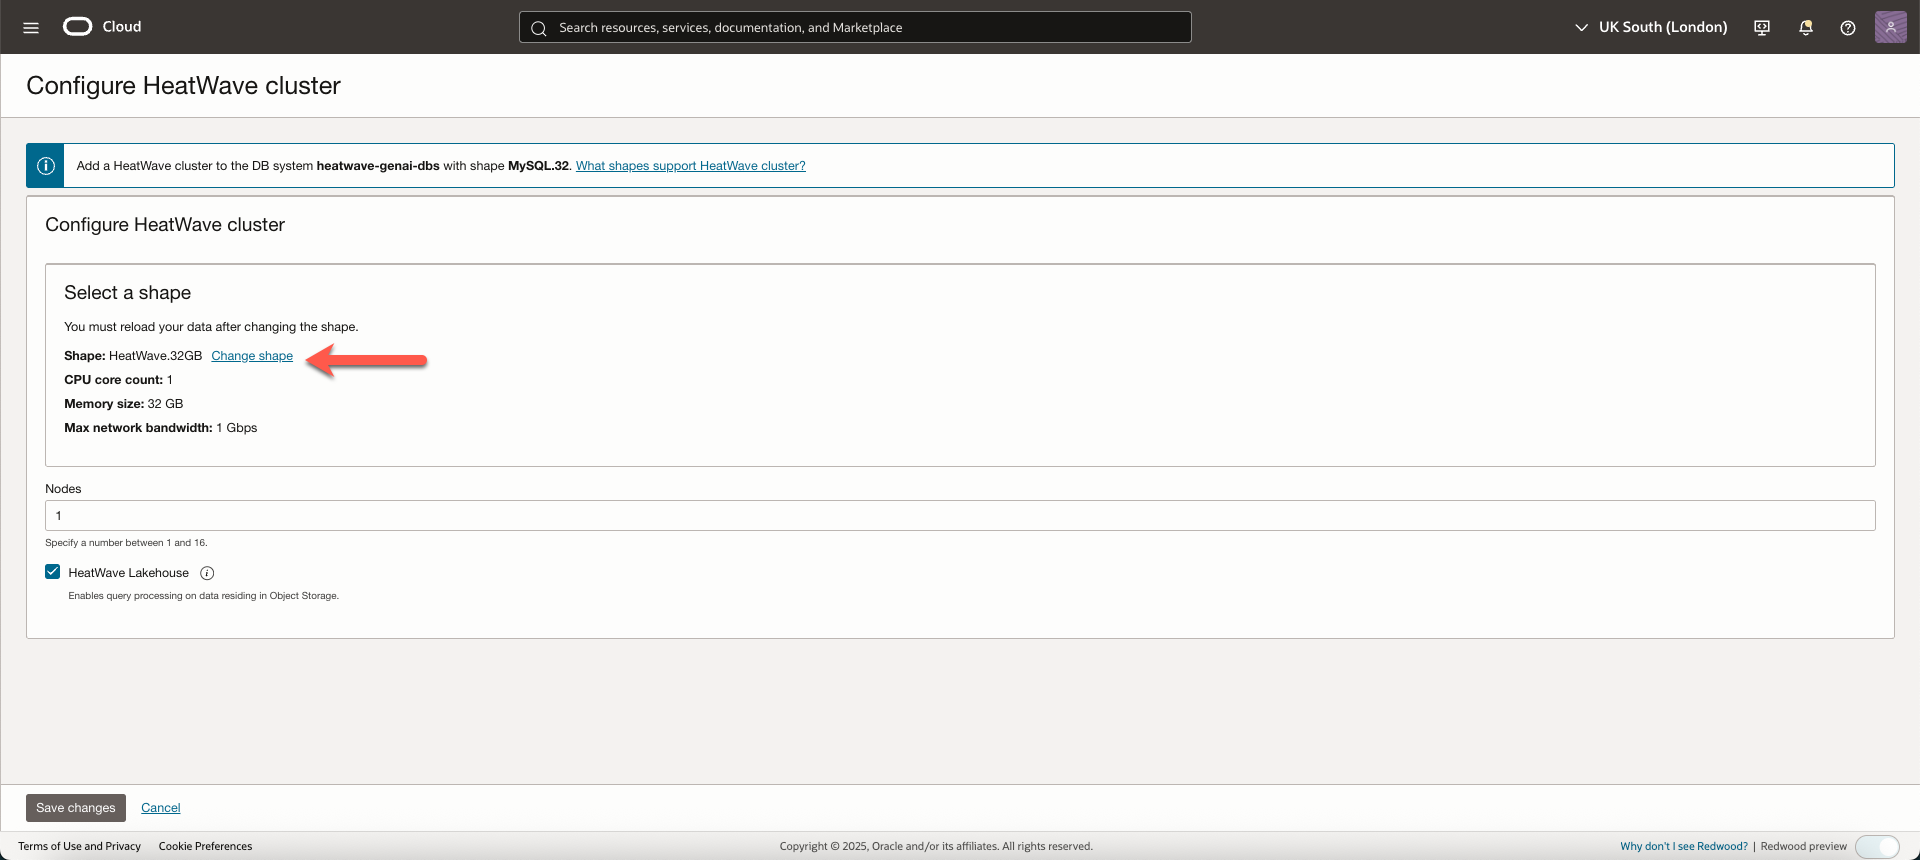 Cloud
Search resources, services, documentation, and Marketplace
UK South (London)
Configure HeatWave cluster
Add a HeatWave cluster to the DB system heatwave-genai-dbs with shape MySQL.32. What shapes support HeatWave cluster?
Configure HeatWave cluster
Select a shape
You must reload your data after changing the shape.
Shape: HeatWave.32GB Change shape
CPU core count: 1
Memory size: 32 GB
Max network bandwidth: 1 Gbps
Nodes
1
Specify a number between 1 and 16.
HeatWave Lakehouse
Enables query processing on data residing in Object Storage.
Save changes Cancel
Terms of Use and Privacy Cookie Preferences
Copyright © 2025, Oracle and/or its affiliates. All rights reserved.
Why don't I see Redwood? | Redwood preview